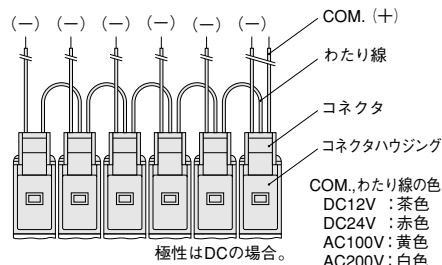 (−) (−) (−) (−) (−) (−)
COM. (+)
わたり線
コネクタ
コネクタハウジング
COM.,わたり線の色
DC12V :茶色
DC24V :赤色
AC100V:黄色
AC200V:白色
極性はDCの場合。